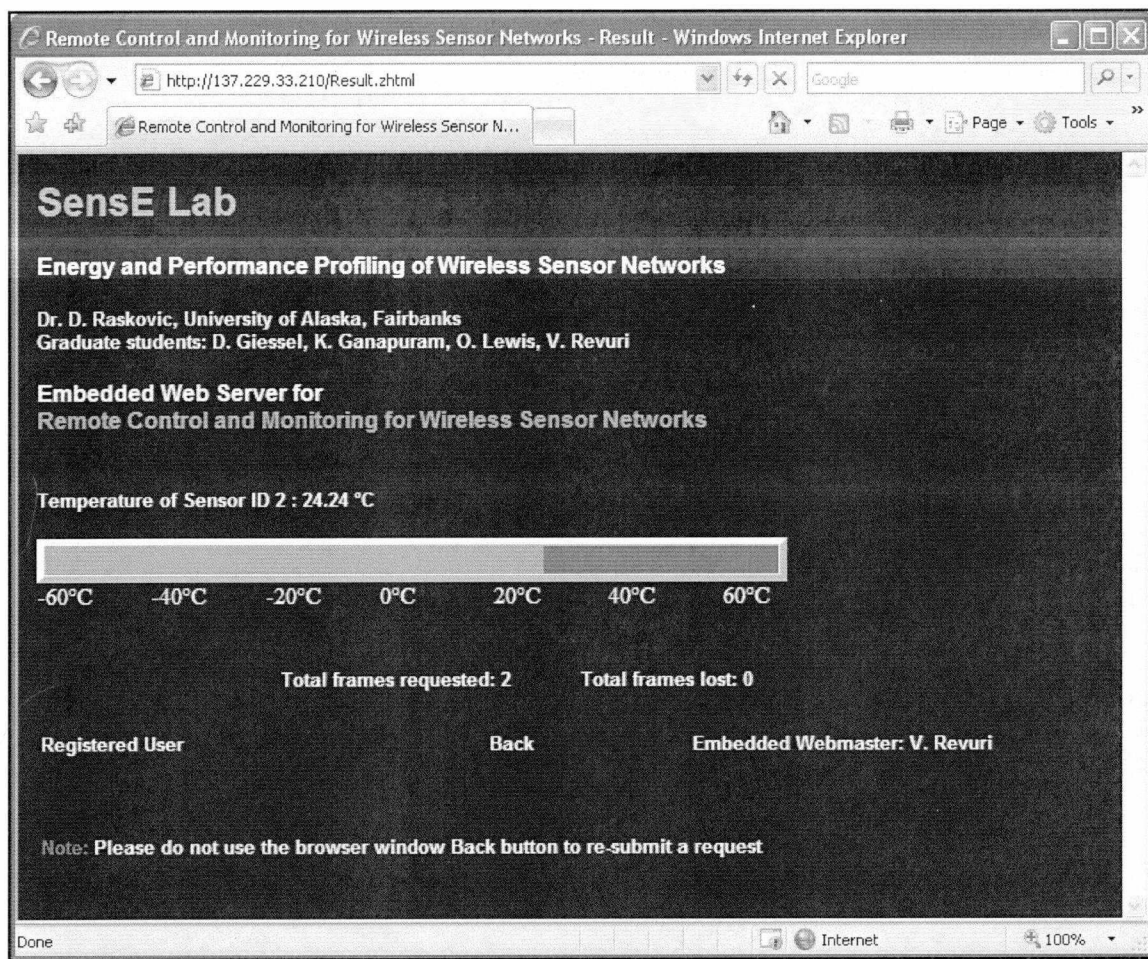 Remote Control and Monitoring for Wireless Sensor Networks - Result - Windows Internet Explorer
http://137.229.33.210/Result.zhtml
Google
Remote Control and Monitoring for Wireless Sensor N...
Page
Tools
»
SensE Lab
Energy and Performance Profiling of Wireless Sensor Networks
Dr. D. Raskovic, University of Alaska, Fairbanks
Graduate students: D. Giessel, K. Ganapuram, O. Lewis, V. Revuri
Embedded Web Server for
Remote Control and Monitoring for Wireless Sensor Networks
Temperature of Sensor ID 2 : 24.24 °C
-60°C -40°C -20°C 0°C 20°C 40°C 60°C
Total frames requested: 2 Total frames lost: 0
Registered User Back Embedded Webmaster: V. Revuri
Note: Please do not use the browser window Back button to re-submit a request
Done Internet 100%